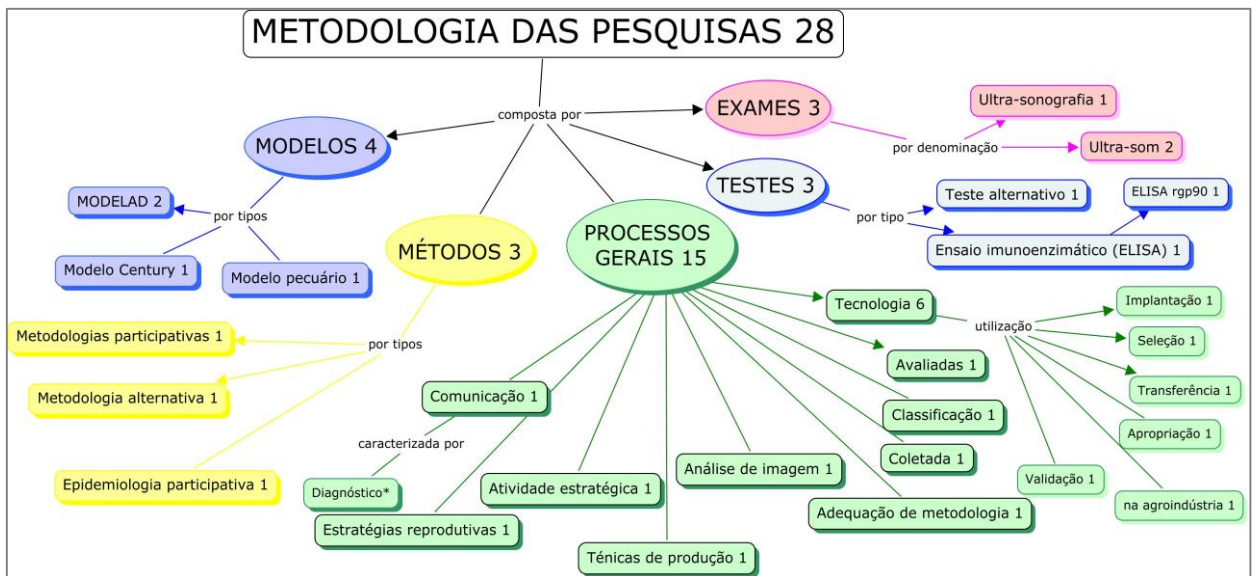 METODOLOGIA DAS PESQUISAS 28
composta por
EXAMES 3
por denominação
Ultra-sonografia 1
Ultra-som 2
MODELOS 4
por tipos
MODELAD 2
Modelo Century 1
Modelo pecuário 1
TESTES 3
por tipo
Teste alternativo 1
ELISA rgp90 1
Ensaio imunoenzimático (ELISA) 1
MÉTODOS 3
por tipos
Metodologias participativas 1
Metodologia alternativa 1
Epidemiologia participativa 1
PROCESSOS
GERAIS 15
Tecnologia 6
utilização
Implantação 1
Seleção 1
Transferência 1
Apropriação 1
na agroindústria 1
Validação 1
Avaliadas 1
Classificação 1
Coletada 1
Adequação de metodologia 1
Análise de imagem 1
Ténicas de produção 1
Atividade estratégica 1
Estratégias reprodutivas 1
Comunicação 1
caracterizada por
Diagnóstico*